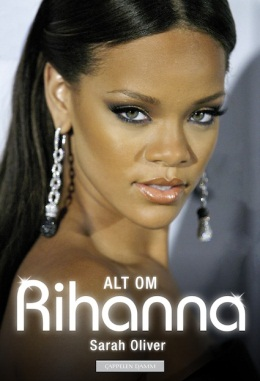 ALT OM
Rihanna
Sarah Oliver
CAPPELEN DAMM